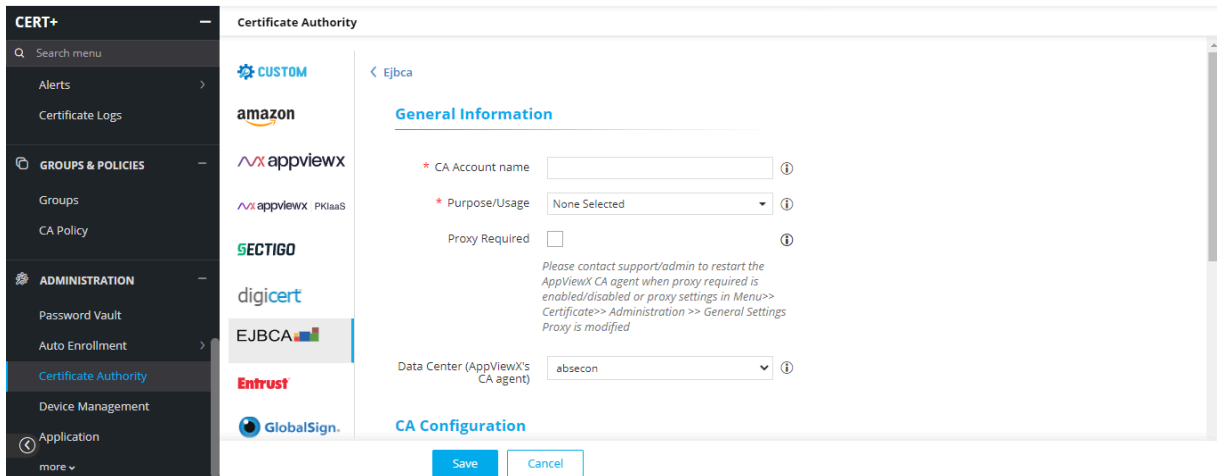 CERT+
Search menu
Alerts
Certificate Logs
GROUPS & POLICIES
Groups
CA Policy
ADMINISTRATION
Password Vault
Auto Enrollment
Certificate Authority
Device Management
Application
more
Certificate Authority
CUSTOM
amazon
appviewx
appviewx | PKIaaS
SECTIGO
digicert
EJBCA
Entrust
GlobalSign.
Ejbca
General Information
* CA Account name
* Purpose/Usage None Selected
Proxy Required
Please contact support/admin to restart the
AppViewX CA agent when proxy required is
enabled/disabled or proxy settings in Menu>>
Certificate>> Administration >> General Settings
Proxy is modified
Data Center (AppViewX's
CA agent)
absecon
CA Configuration
Save Cancel